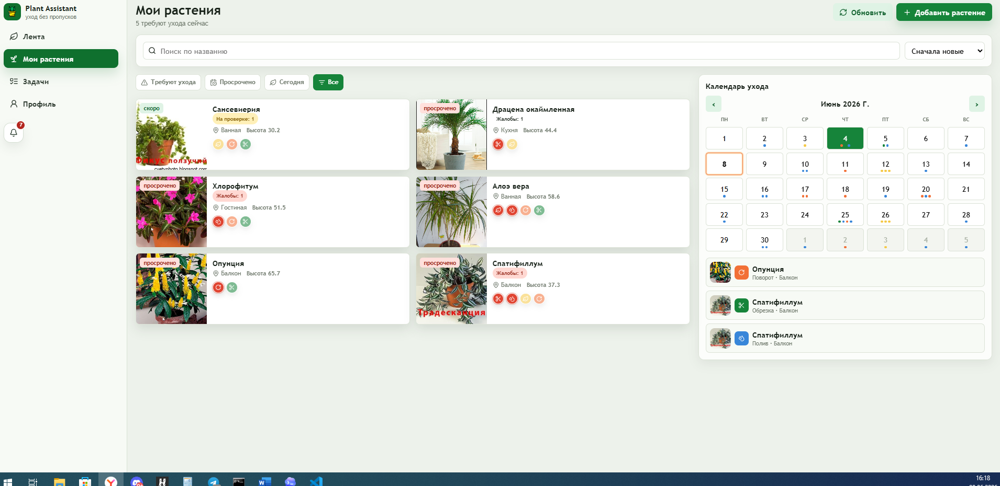 Plant Assistant
уход без пропусков
Лента
Мои растения
Задачи
Профиль
7
Мои растения
5 требуют ухода сейчас
Обновить
Добавить растение
Поиск по названию
Сначала новые
Требуют ухода
Просрочено
Сегодня
Все
скоро
Фикус ползучий
cvetyphoto.blogspot.com
Сансевиерия
На проверке: 1
Ванная Высота 30.2
просрочено
Драцена окаймленная
Жалобы: 1
Кухня Высота 44.4
просрочено
Хлорофитум
Жалобы: 1
Гостиная Высота 51.5
просрочено
Алоэ вера
Ванная Высота 58.6
просрочено
Опунция
Балкон Высота 65.7
просрочено
Традесканция
Спатифиллум
Жалобы: 1
Балкон Высота 37.3
Календарь ухода
‹ Июнь 2026 Г. ›
ПН ВТ СР ЧТ ПТ СБ ВС
1 2 3 4 5 6 7
8 9 10 11 12 13 14
15 16 17 18 19 20 21
22 23 24 25 26 27 28
29 30 1 2 3 4 5
Опунция
Поворот · Балкон
Спатифиллум
Обрезка · Балкон
Спатифиллум
Полив · Балкон
16:18